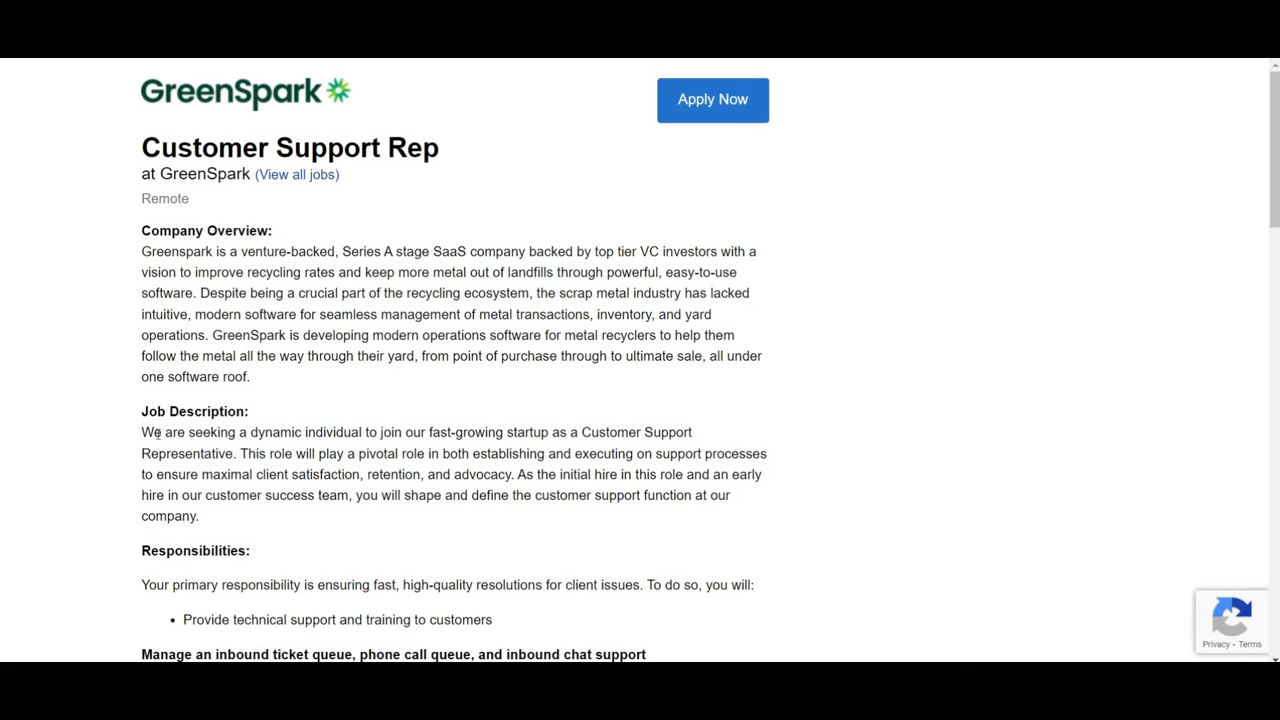 GreenSpark
Apply Now
Customer Support Rep
at GreenSpark (View all jobs)
Remote
Company Overview:
Greenspark is a venture-backed, Series A stage SaaS company backed by top tier VC investors with a
vision to improve recycling rates and keep more metal out of landfills through powerful, easy-to-use
software. Despite being a crucial part of the recycling ecosystem, the scrap metal industry has lacked
intuitive, modern software for seamless management of metal transactions, inventory, and yard
operations. GreenSpark is developing modern operations software for metal recyclers to help them
follow the metal all the way through their yard, from point of purchase through to ultimate sale, all under
one software roof.
Job Description:
We are seeking a dynamic individual to join our fast-growing startup as a Customer Support
Representative. This role will play a pivotal role in both establishing and executing on support processes
to ensure maximal client satisfaction, retention, and advocacy. As the initial hire in this role and an early
hire in our customer success team, you will shape and define the customer support function at our
company.
Responsibilities:
Your primary responsibility is ensuring fast, high-quality resolutions for client issues. To do so, you will:
• Provide technical support and training to customers
Manage an inbound ticket queue, phone call queue, and inbound chat support
Privacy - Terms